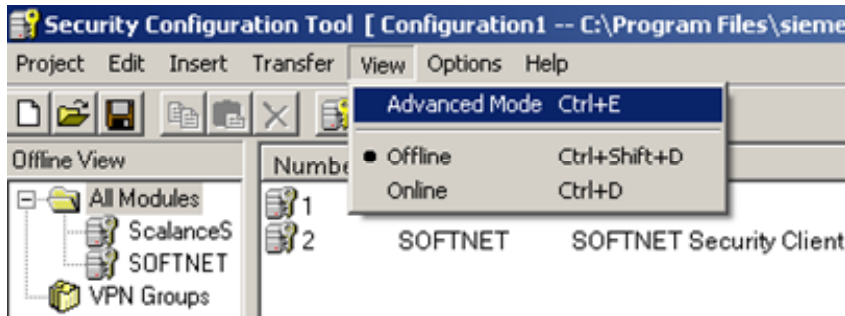 Security Configuration Tool [ Configuration1 -- C:\Program Files\sieme
Project Edit Insert Transfer View Options Help
Advanced Mode Ctrl+E
Offline Ctrl+Shift+D
Online Ctrl+D
Offline View
All Modules
ScalanceS
SOFTNET
VPN Groups
Numbe
1
2 SOFTNET SOFTNET Security Client